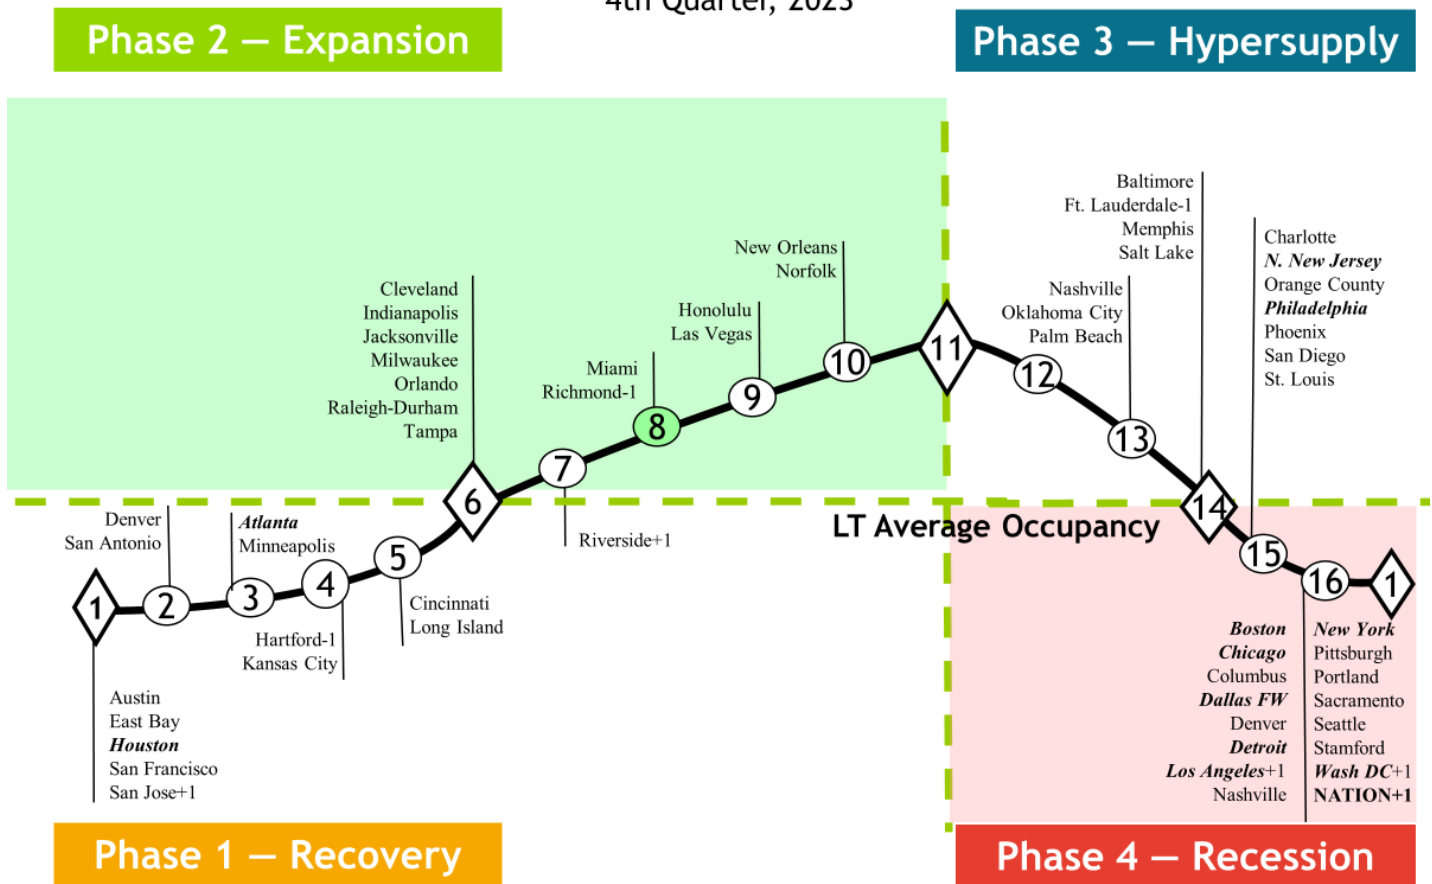 4th Quarter, 2023
Phase 2 — Expansion
Phase 3 — Hypersupply
Baltimore
Ft. Lauderdale-1
Memphis
Salt Lake
Charlotte
N. New Jersey
Orange County
Philadelphia
Phoenix
San Diego
St. Louis
New Orleans
Norfolk
Cleveland
Indianapolis
Jacksonville
Milwaukee
Orlando
Raleigh-Durham
Tampa
Honolulu
Las Vegas
Nashville
Oklahoma City
Palm Beach
Miami
Richmond-1
11
10
12
9
8
13
7
6
14
Denver
San Antonio
Atlanta
Minneapolis
Riverside+1
LT Average Occupancy
5
15
4
16
1
3
2
1
Cincinnati
Long Island
Hartford-1
Kansas City
Austin
East Bay
Houston
San Francisco
San Jose+1
Boston
Chicago
Columbus
Dallas FW
Denver
Detroit
Los Angeles+1
Nashville
New York
Pittsburgh
Portland
Sacramento
Seattle
Stamford
Wash DC+1
NATION+1
Phase 1 — Recovery
Phase 4 — Recession